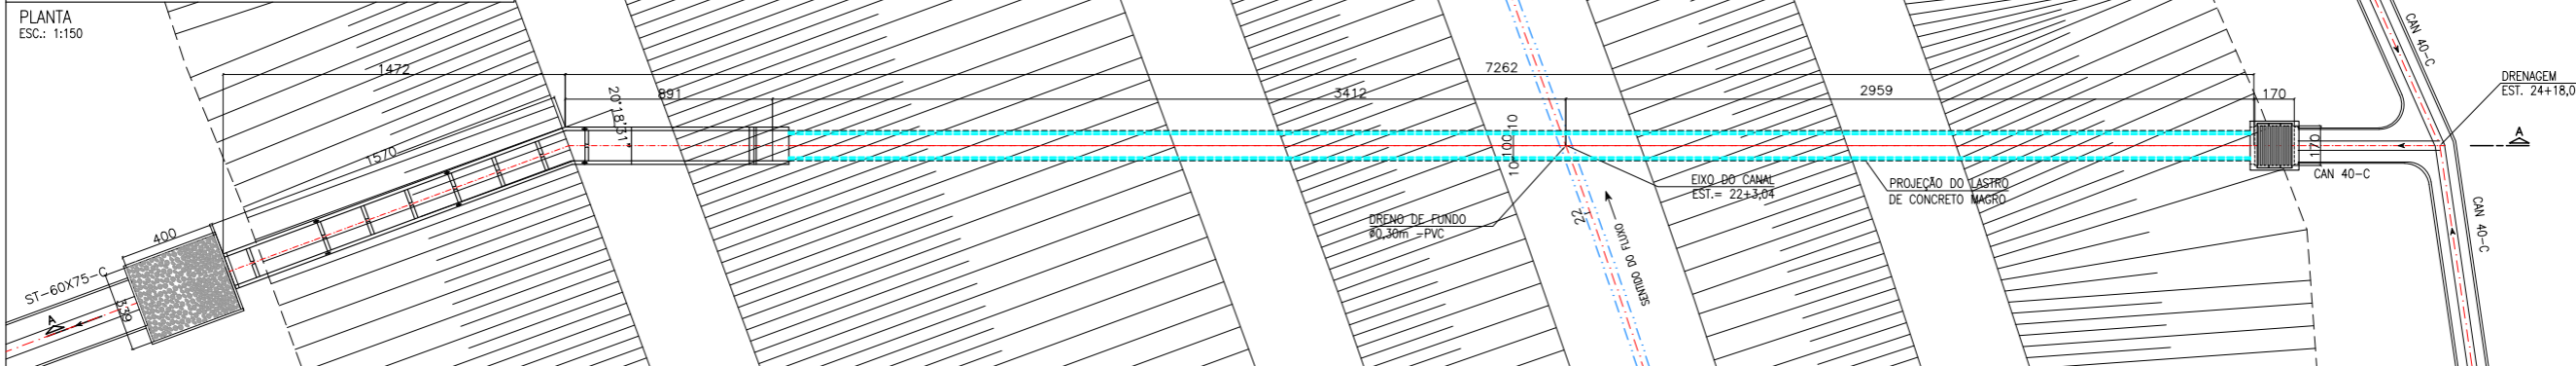 PLANTA
ESC.: 1:150
1472
7262
891
3412
2959
170
20°18'31"
1570
400
ST-60X75-C
539
A
10
100
10
DRENO DE FUNDO
Ø0,30m -PVC
EIXO DO CANAL
EST.= 22+3,04
22
SENTIDO DO FLUXO
PROJEÇÃO DO LASTRO
DE CONCRETO MAGRO
170
CAN 40-C
CAN 40-C
CAN 40-C
DRENAGEM
EST. 24+18,0
A